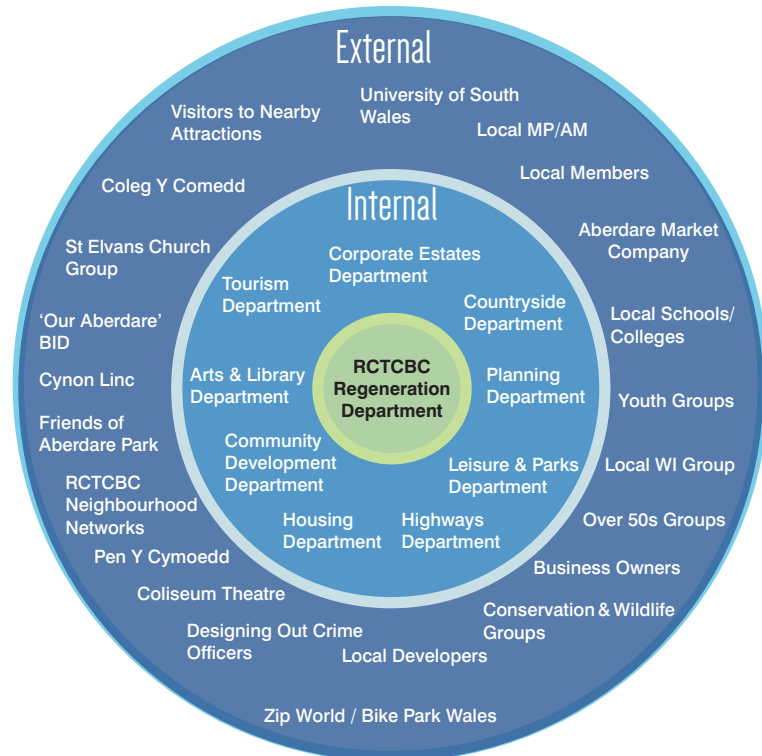 External
University of South
Wales
Visitors to Nearby
Attractions
Local MP/AM
Local Members
Coleg Y Comedd
Aberdare Market
Company
St Elvans Church
Group
Local Schools/
Colleges
'Our Aberdare'
BID
Cynon Linc
Youth Groups
Friends of
Aberdare Park
Local WI Group
RCTCBC
Neighbourhood
Networks
Over 50s Groups
Pen Y Cymoedd
Business Owners
Coliseum Theatre
Conservation & Wildlife
Groups
Designing Out Crime
Officers
Local Developers
Zip World / Bike Park Wales
Internal
Corporate Estates
Department
Tourism
Department
Countryside
Department
Arts & Library
Department
Planning
Department
Community
Development
Department
Leisure & Parks
Department
Housing
Department
Highways
Department
RCTCBC
Regeneration
Department